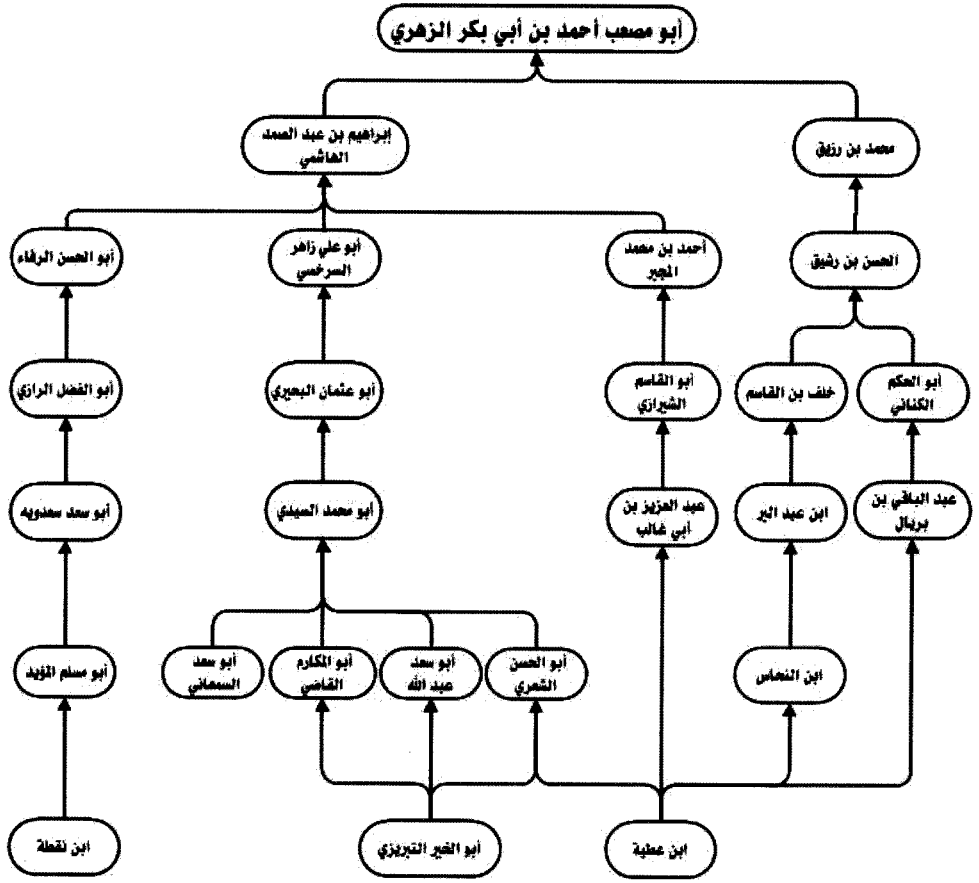 أبو مصعب أحمد بن أبي بكر الزهري
محمد بن رزيق
إبراهيم بن عبد الصمد
الهاشمي
الحسن بن رشيق
أحمد بن محمد
المجبر
أبو علي زاهر
السرخسي
أبو الحسن الرفاء
أبو الحكم
الكناني
خلف بن القاسم
أبو القاسم
الشيرازي
أبو عثمان البحيري
أبو الفضل الرازي
عبد الباقي بن
بريال
ابن عبد البر
عبد العزيز بن
أبي غالب
أبو محمد السيدي
أبو سعد سعدويه
ابن النحاس
أبو الحسن
الشعري
أبو سعد
عبد الله
أبو المكارم
القاضي
أبو سعد
السمعاني
أبو مسلم المؤيد
ابن عطية
أبو الخير التبريزي
ابن نقطة